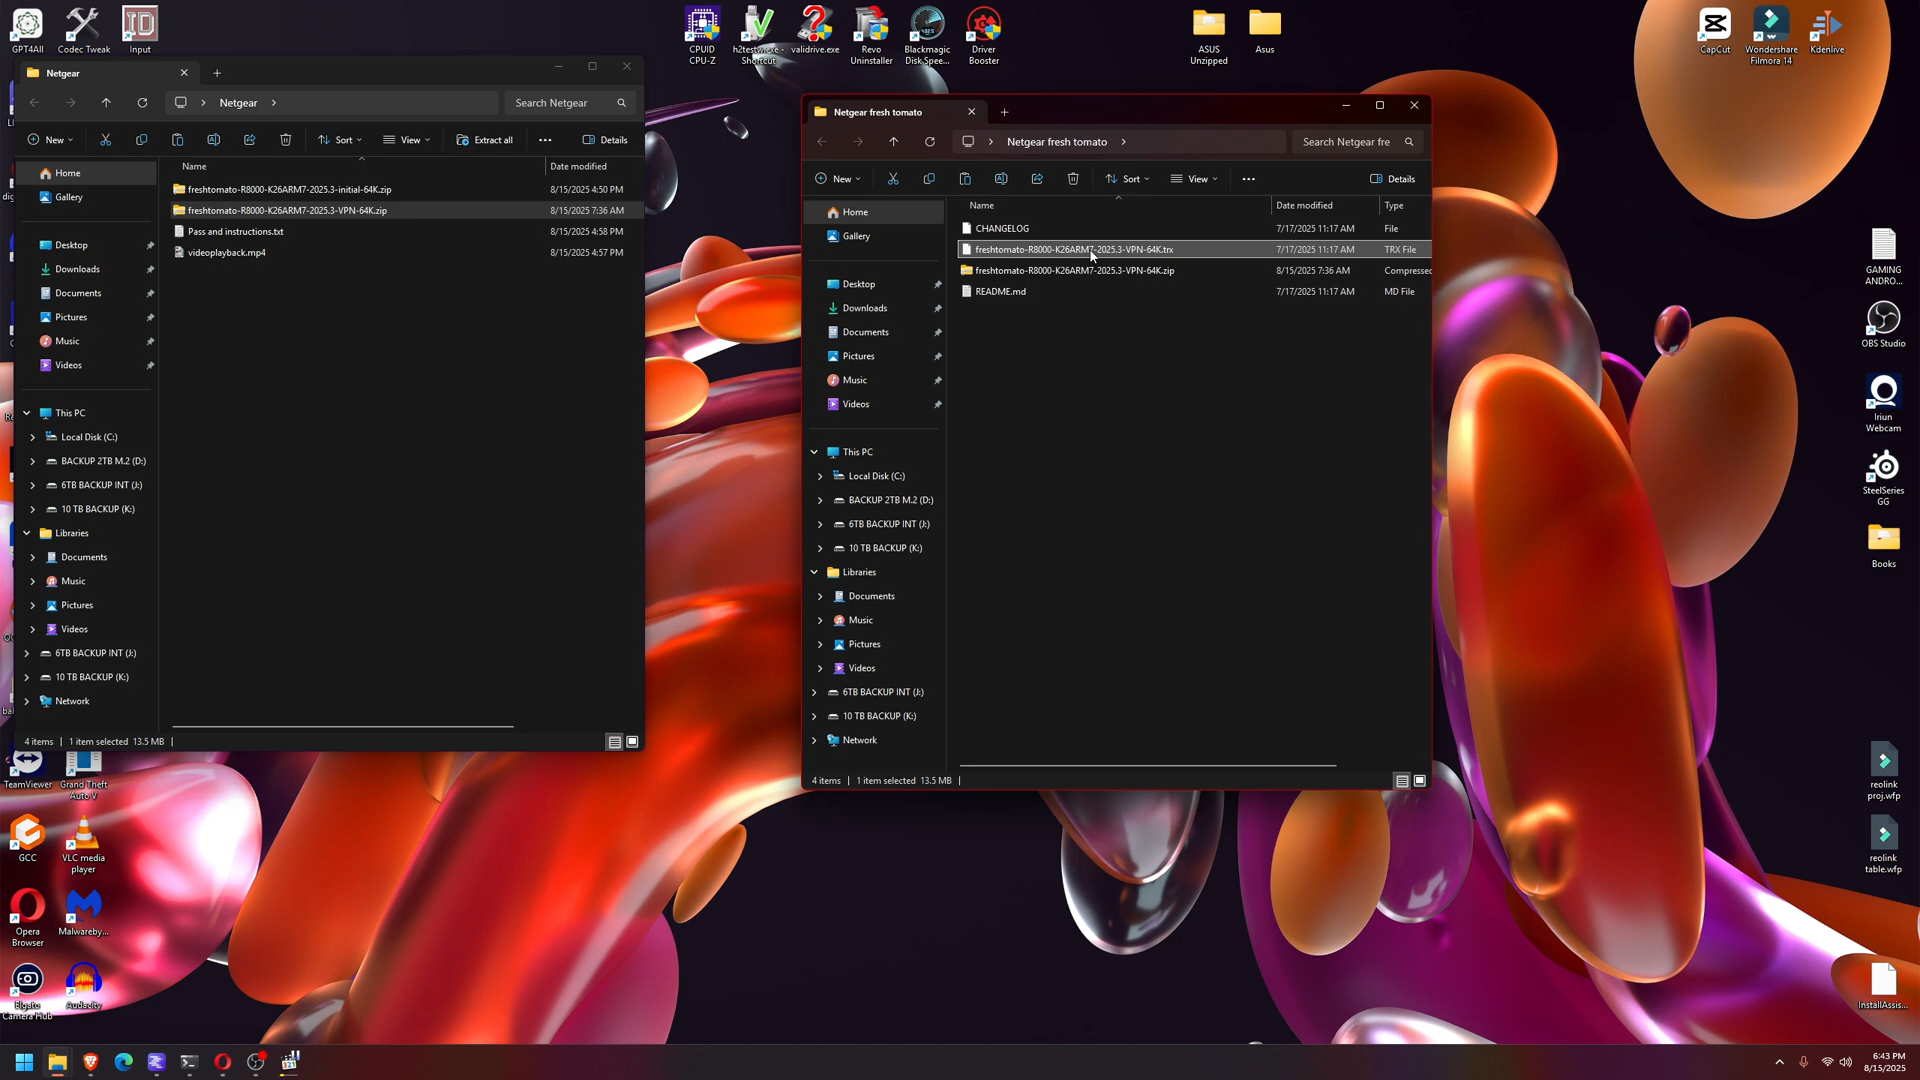 GPT4All
Codec Tweak
Input
CPUID
CPU-Z
h2testw.exe -
Shortcut
validrive.exe
Revo
Uninstaller
Blackmagic
Disk Spee...
Driver
Booster
ASUS
Unzipped
Asus
CapCut
Wondershare
Filmora 14
Kdenlive
Netgear
Netgear
Search Netgear
New
Sort
View
Extract all
Details
Name
Date modified
Home
Gallery
freshtomato-R8000-K26ARM7-2025.3-initial-64K.zip
8/15/2025 4:50 PM
freshtomato-R8000-K26ARM7-2025.3-VPN-64K.zip
8/15/2025 7:36 AM
Pass and instructions.txt
8/15/2025 4:58 PM
videoplayback.mp4
8/15/2025 4:57 PM
Desktop
Downloads
Documents
Pictures
Music
Videos
This PC
Local Disk (C:)
BACKUP 2TB M.2 (D:)
6TB BACKUP INT (J:)
10 TB BACKUP (K:)
Libraries
Documents
Music
Pictures
Videos
6TB BACKUP INT (J:)
10 TB BACKUP (K:)
Network
4 items
1 item selected 13.5 MB
Netgear fresh tomato
Netgear fresh tomato
Search Netgear fre
New
Sort
View
Details
Name
Date modified
Type
Home
Gallery
CHANGELOG
7/17/2025 11:17 AM
File
freshtomato-R8000-K26ARM7-2025.3-VPN-64K.trx
7/17/2025 11:17 AM
TRX File
freshtomato-R8000-K26ARM7-2025.3-VPN-64K.zip
8/15/2025 7:36 AM
Compressed
README.md
7/17/2025 11:17 AM
MD File
Desktop
Downloads
Documents
Pictures
Music
Videos
This PC
Local Disk (C:)
BACKUP 2TB M.2 (D:)
6TB BACKUP INT (J:)
10 TB BACKUP (K:)
Libraries
Documents
Music
Pictures
Videos
6TB BACKUP INT (J:)
10 TB BACKUP (K:)
Network
4 items
1 item selected 13.5 MB
GAMING
ANDRO...
OBS Studio
Iriun
Webcam
SteelSeries
GG
Books
reolink
proj.wfp
reolink
table.wfp
InstallAssis...
TeamViewer
Grand Theft
Auto V
GCC
VLC media
player
Opera
Browser
Malwareby...
Elgato
Camera Hub
Audacity
6:43 PM
8/15/2025